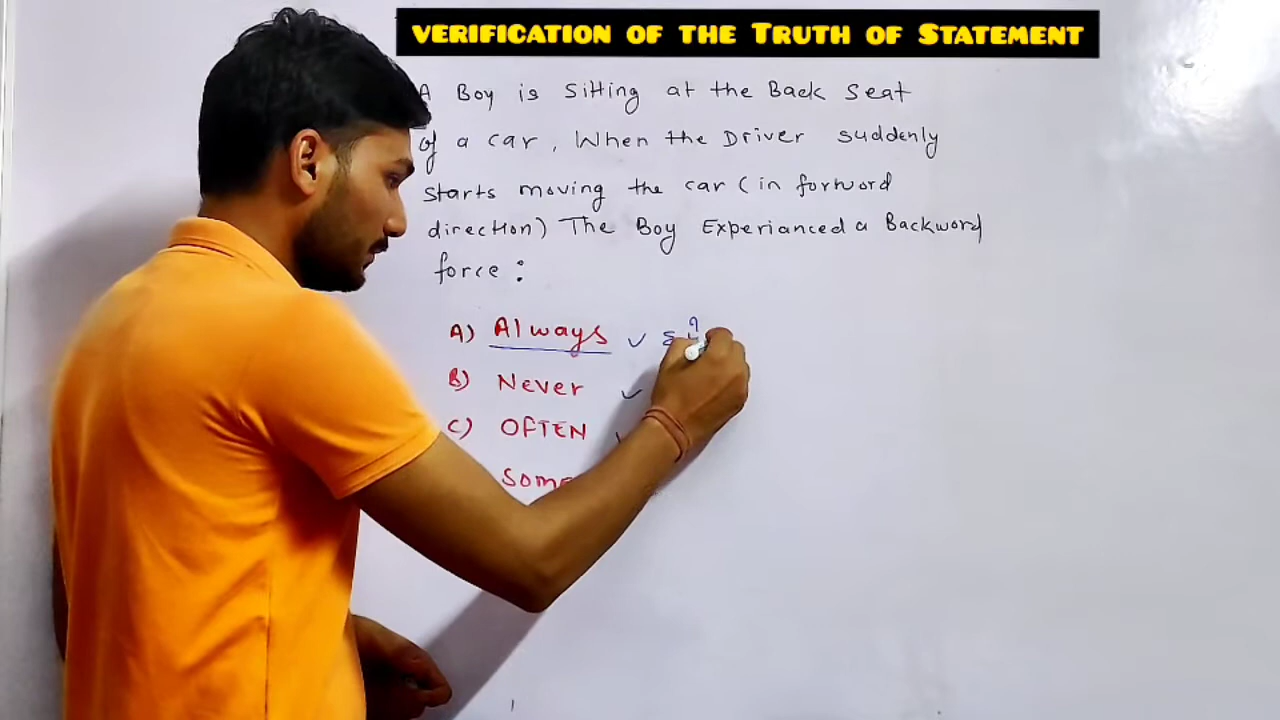 VERIFICATION OF THE TRUTH OF STATEMENT
A Boy is Sitting at the Back Seat
of a car, When the Driver suddenly
starts moving the car (in forword
direction) The Boy Experianced a Backword
force :
A) Always
B) Never
C) OFTEN